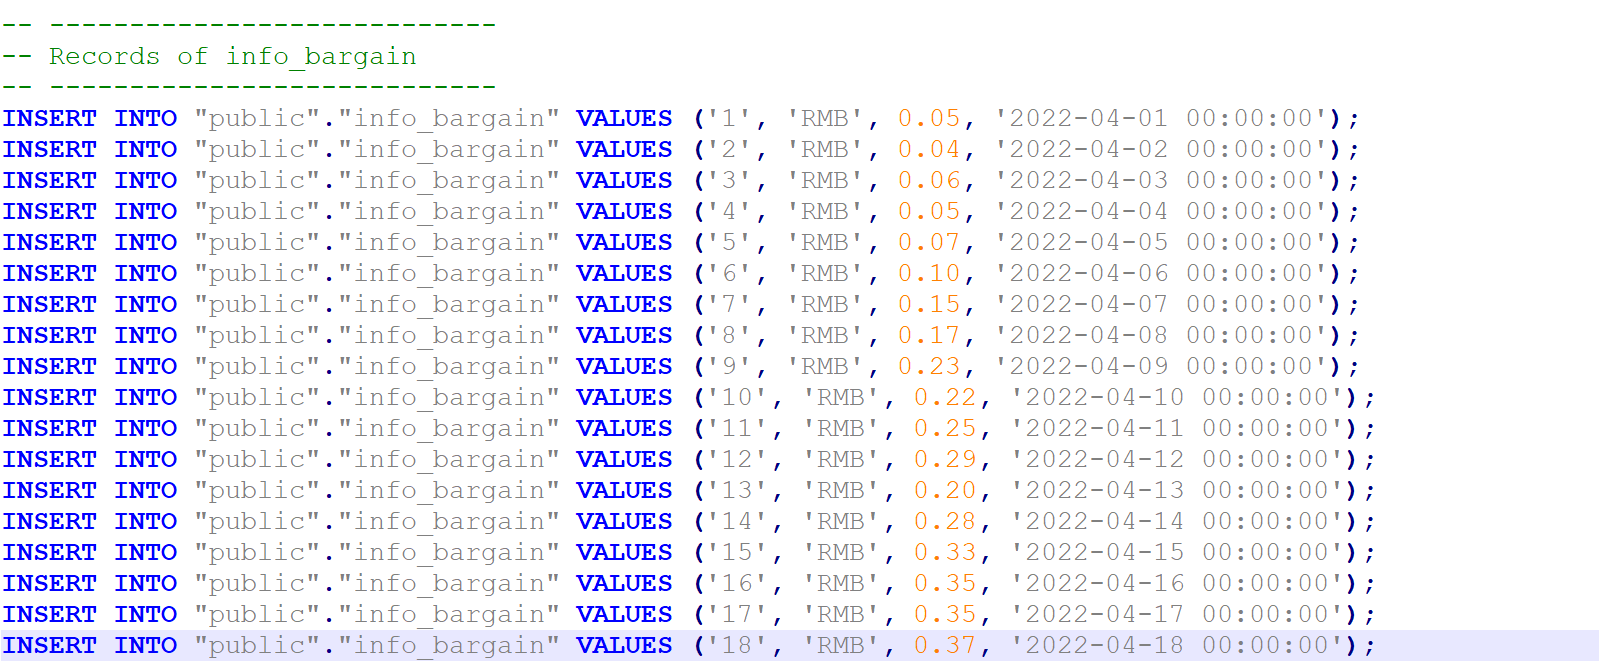 -- ----------------------------
-- Records of info_bargain
-- ----------------------------
INSERT INTO "public"."info_bargain" VALUES ('1', 'RMB', 0.05, '2022-04-01 00:00:00');
INSERT INTO "public"."info_bargain" VALUES ('2', 'RMB', 0.04, '2022-04-02 00:00:00');
INSERT INTO "public"."info_bargain" VALUES ('3', 'RMB', 0.06, '2022-04-03 00:00:00');
INSERT INTO "public"."info_bargain" VALUES ('4', 'RMB', 0.05, '2022-04-04 00:00:00');
INSERT INTO "public"."info_bargain" VALUES ('5', 'RMB', 0.07, '2022-04-05 00:00:00');
INSERT INTO "public"."info_bargain" VALUES ('6', 'RMB', 0.10, '2022-04-06 00:00:00');
INSERT INTO "public"."info_bargain" VALUES ('7', 'RMB', 0.15, '2022-04-07 00:00:00');
INSERT INTO "public"."info_bargain" VALUES ('8', 'RMB', 0.17, '2022-04-08 00:00:00');
INSERT INTO "public"."info_bargain" VALUES ('9', 'RMB', 0.23, '2022-04-09 00:00:00');
INSERT INTO "public"."info_bargain" VALUES ('10', 'RMB', 0.22, '2022-04-10 00:00:00');
INSERT INTO "public"."info_bargain" VALUES ('11', 'RMB', 0.25, '2022-04-11 00:00:00');
INSERT INTO "public"."info_bargain" VALUES ('12', 'RMB', 0.29, '2022-04-12 00:00:00');
INSERT INTO "public"."info_bargain" VALUES ('13', 'RMB', 0.20, '2022-04-13 00:00:00');
INSERT INTO "public"."info_bargain" VALUES ('14', 'RMB', 0.28, '2022-04-14 00:00:00');
INSERT INTO "public"."info_bargain" VALUES ('15', 'RMB', 0.33, '2022-04-15 00:00:00');
INSERT INTO "public"."info_bargain" VALUES ('16', 'RMB', 0.35, '2022-04-16 00:00:00');
INSERT INTO "public"."info_bargain" VALUES ('17', 'RMB', 0.35, '2022-04-17 00:00:00');
INSERT INTO "public"."info_bargain" VALUES ('18', 'RMB', 0.37, '2022-04-18 00:00:00');